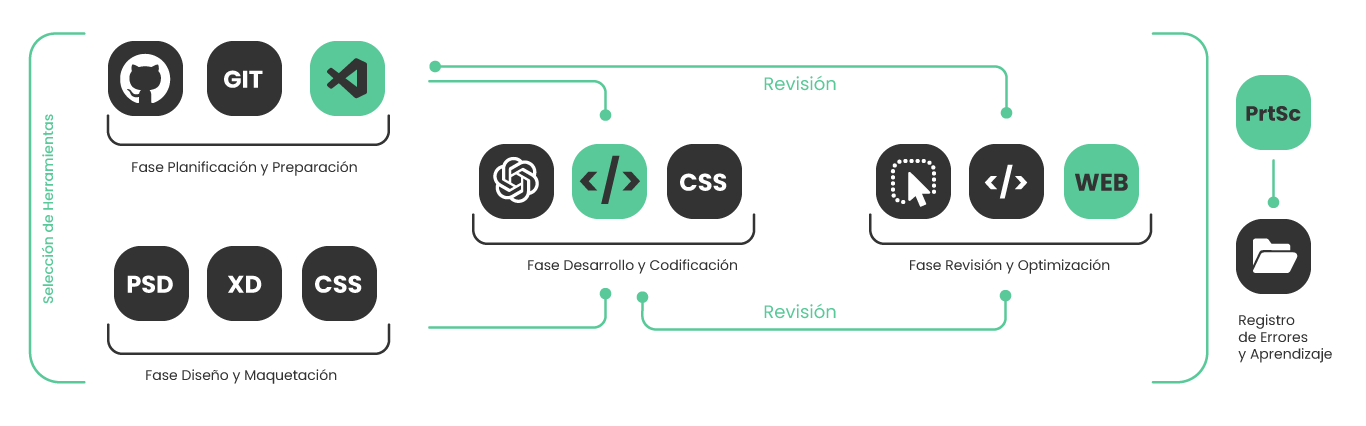 Selección de Herramientas
GIT
Fase Planificación y Preparación
PSD
XD
CSS
Fase Diseño y Maquetación
Revisión
</>
CSS
Fase Desarrollo y Codificación
Revisión
</>
WEB
Fase Revisión y Optimización
PrtSc
Registro
de Errores
y Aprendizaje